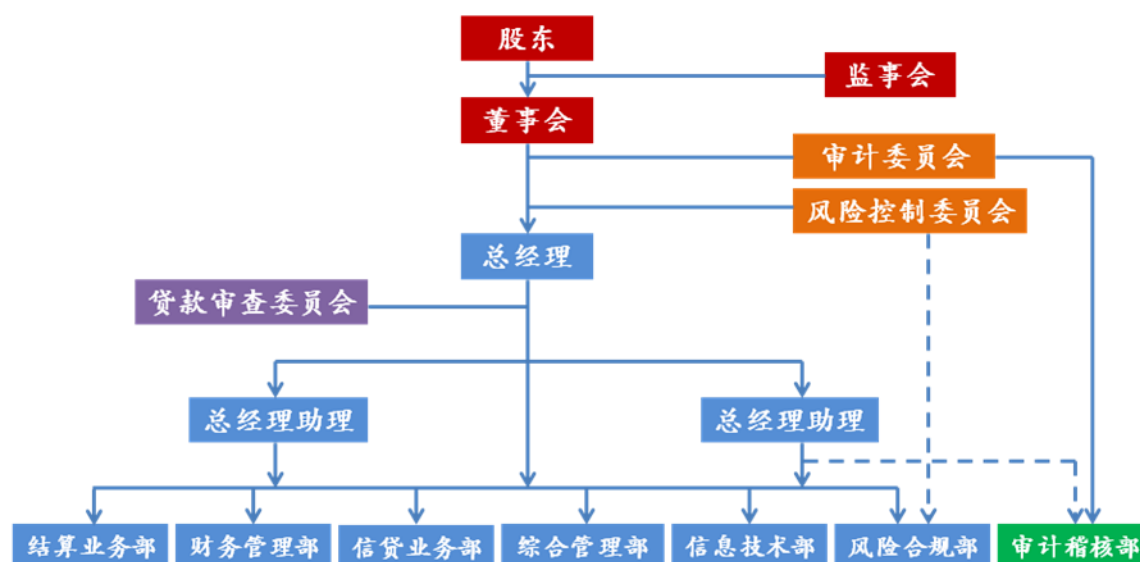 股东
监事会
董事会
审计委员会
风险控制委员会
总经理
贷款审查委员会
总经理助理
总经理助理
结算业务部
财务管理部
信贷业务部
综合管理部
信息技术部
风险合规部
审计稽核部